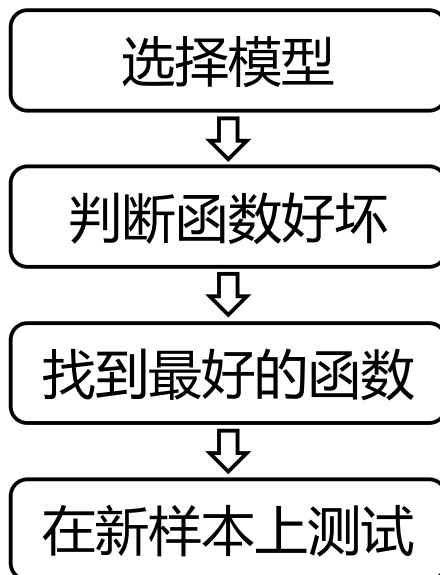 选择模型
判断函数好坏
找到最好的函数
在新样本上测试